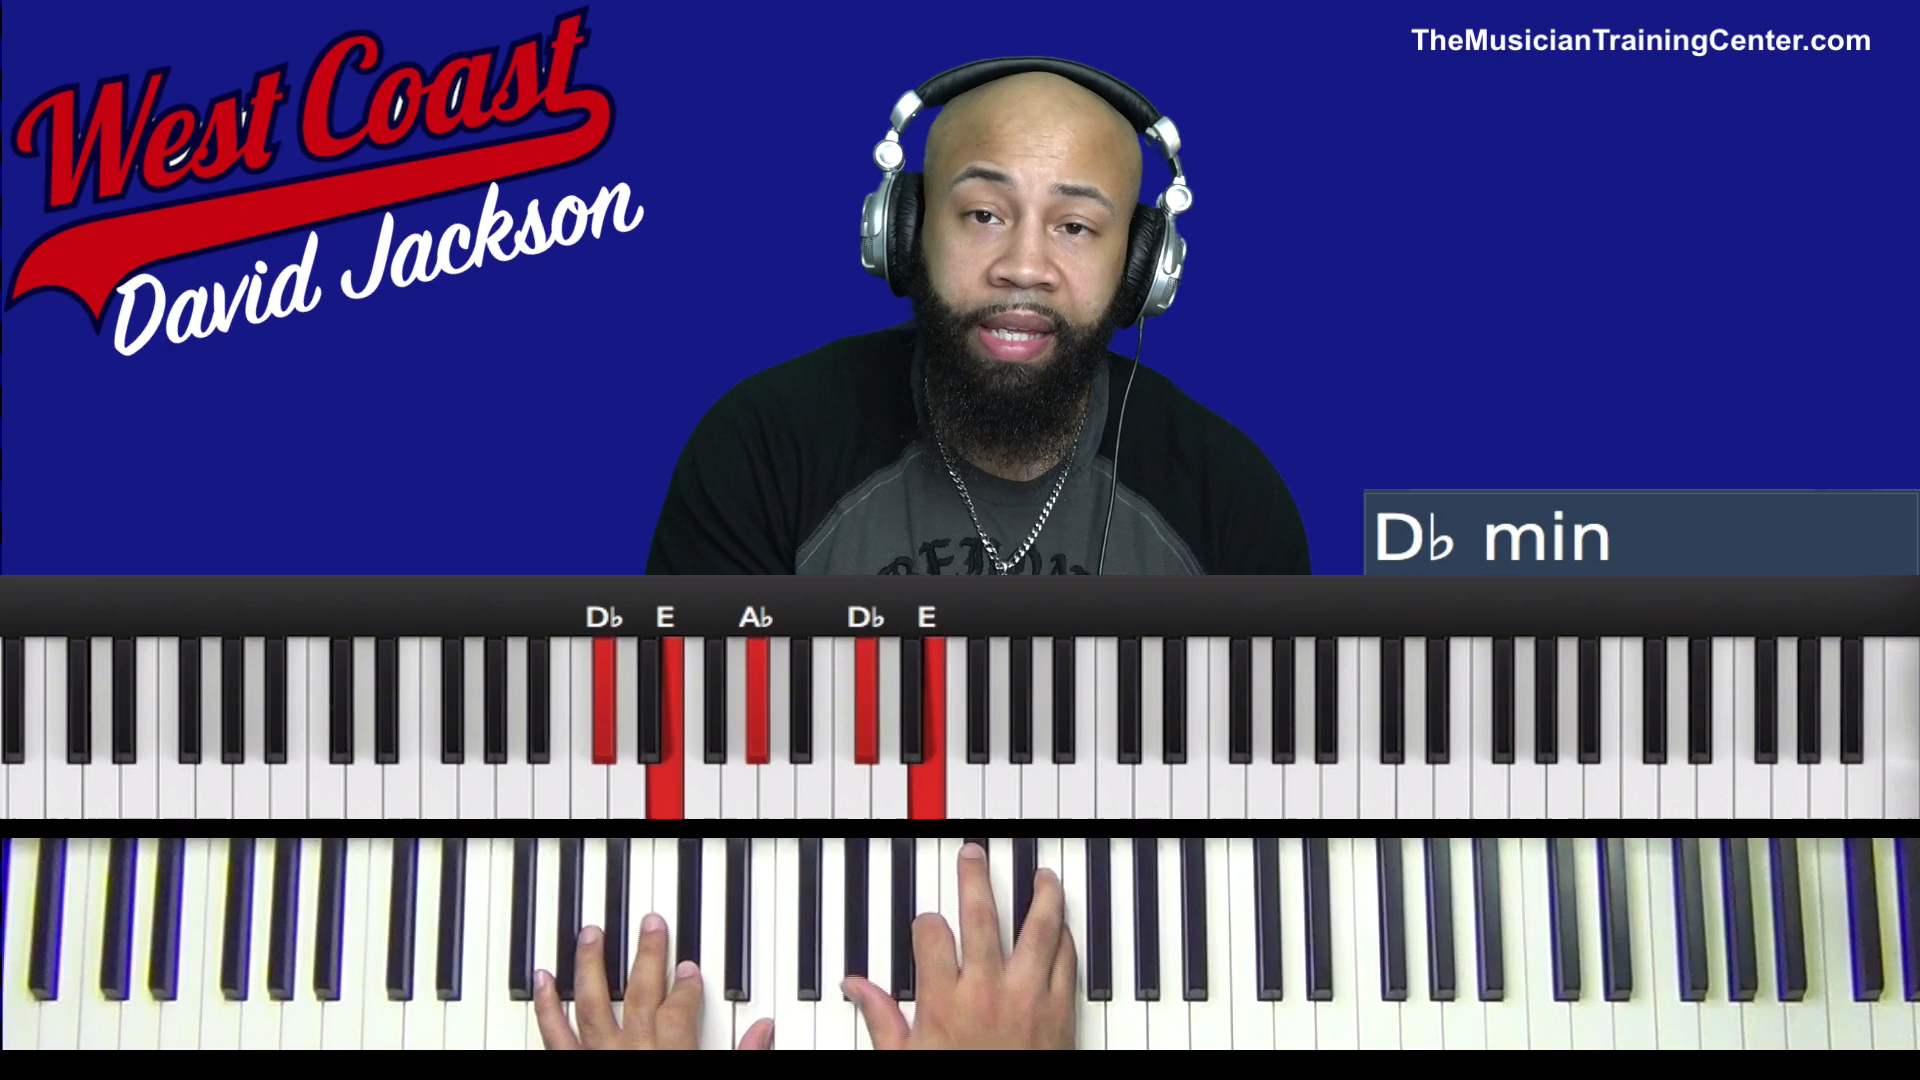 West Coast
David Jackson
TheMusicianTrainingCenter.com
D♭ min
D♭ E A♭ D♭ E